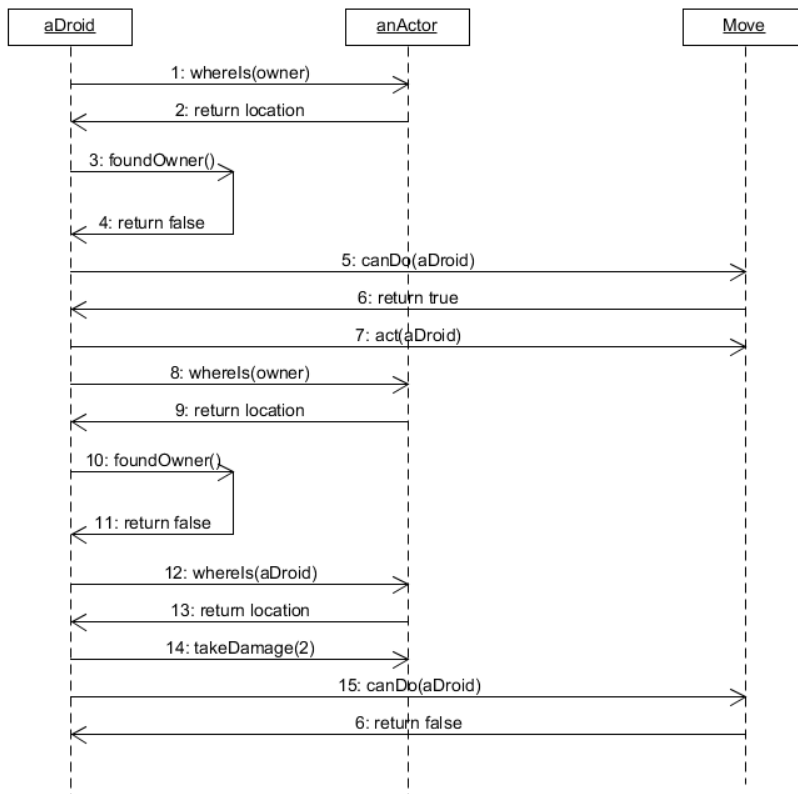 aDroid
anActor
Move
1: whereIs(owner)
2: return location
3: foundOwner()
4: return false
5: canDo(aDroid)
6: return true
7: act(aDroid)
8: whereIs(owner)
9: return location
10: foundOwner()
11: return false
12: whereIs(aDroid)
13: return location
14: takeDamage(2)
15: canDo(aDroid)
6: return false